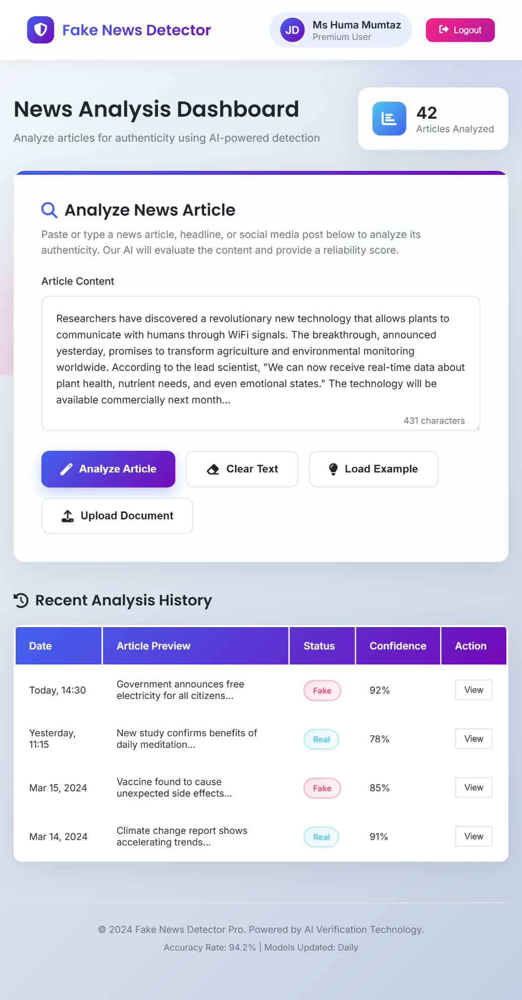 Fake News Detector
JD
Ms Huma Mumtaz
Premium User
Logout
News Analysis Dashboard
Analyze articles for authenticity using AI-powered detection
42
Articles Analyzed
Analyze News Article
Paste or type a news article, headline, or social media post below to analyze its
authenticity. Our AI will evaluate the content and provide a reliability score.
Article Content
Researchers have discovered a revolutionary new technology that allows plants to
communicate with humans through WiFi signals. The breakthrough, announced
yesterday, promises to transform agriculture and environmental monitoring
worldwide. According to the lead scientist, "We can now receive real-time data about
plant health, nutrient needs, and even emotional states." The technology will be
available commercially next month...
431 characters
Analyze Article
Clear Text
Load Example
Upload Document
Recent Analysis History
Date Article Preview Status Confidence Action
Today, 14:30
Government announces free
electricity for all citizens...
Fake
92%
View
Yesterday,
11:15
New study confirms benefits of
daily meditation...
Real
78%
View
Mar 15, 2024
Vaccine found to cause
unexpected side effects...
Fake
85%
View
Mar 14, 2024
Climate change report shows
accelerating trends...
Real
91%
View
© 2024 Fake News Detector Pro. Powered by AI Verification Technology.
Accuracy Rate: 94.2% | Models Updated: Daily